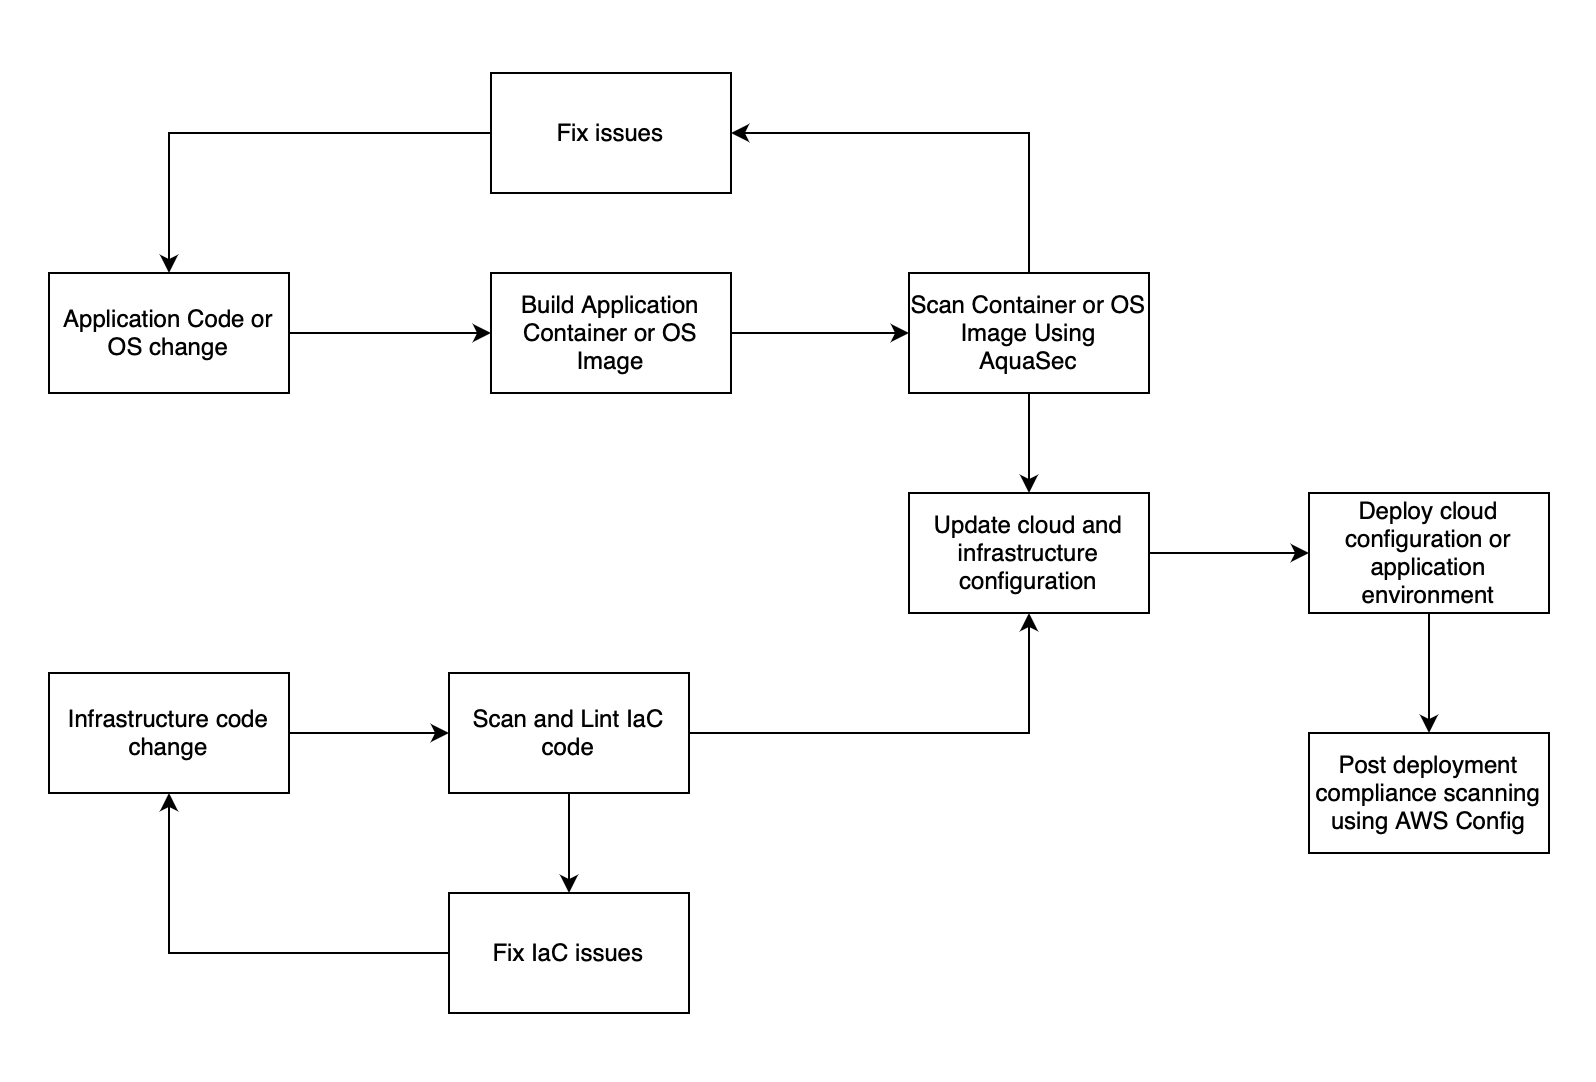 Fix issues
Application Code or
OS change
Build Application
Container or OS
Image
Scan Container or OS
Image Using
AquaSec
Update cloud and
infrastructure
configuration
Deploy cloud
configuration or
application
environment
Infrastructure code
change
Scan and Lint IaC
code
Post deployment
compliance scanning
using AWS Config
Fix IaC issues